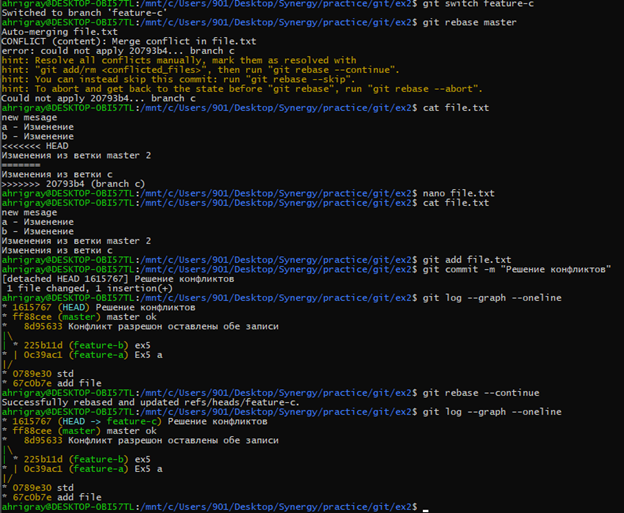 ahrigray@DESKTOP-OBI57TL:/mnt/c/Users/901/Desktop/Synergy/practice/git/ex2$ git switch feature-c
Switched to branch 'feature-c'
ahrigray@DESKTOP-OBI57TL:/mnt/c/Users/901/Desktop/Synergy/practice/git/ex2$ git rebase master
Auto-merging file.txt
CONFLICT (content): Merge conflict in file.txt
error: could not apply 20793b4... branch c
hint: Resolve all conflicts manually, mark them as resolved with
hint: "git add/rm <conflicted_files>", then run "git rebase --continue".
hint: You can instead skip this commit: run "git rebase --skip".
hint: To abort and get back to the state before "git rebase", run "git rebase --abort".
Could not apply 20793b4... branch c
ahrigray@DESKTOP-OBI57TL:/mnt/c/Users/901/Desktop/Synergy/practice/git/ex2$ cat file.txt
new mesage
a - Изменение
b - Изменение
<<<<<<< HEAD
Изменения из ветки master 2
=======
Изменения из ветки c
>>>>>>> 20793b4 (branch c)
ahrigray@DESKTOP-OBI57TL:/mnt/c/Users/901/Desktop/Synergy/practice/git/ex2$ nano file.txt
ahrigray@DESKTOP-OBI57TL:/mnt/c/Users/901/Desktop/Synergy/practice/git/ex2$ cat file.txt
new mesage
a - Изменение
b - Изменение
Изменения из ветки master 2
Изменения из ветки c
ahrigray@DESKTOP-OBI57TL:/mnt/c/Users/901/Desktop/Synergy/practice/git/ex2$ git add file.txt
ahrigray@DESKTOP-OBI57TL:/mnt/c/Users/901/Desktop/Synergy/practice/git/ex2$ git commit -m "Решение конфликтов"
[detached HEAD 1615767] Решение конфликтов
 1 file changed, 1 insertion(+)
ahrigray@DESKTOP-OBI57TL:/mnt/c/Users/901/Desktop/Synergy/practice/git/ex2$ git log --graph --oneline
* 1615767 (HEAD) Решение конфликтов
* ff88cee (master) master ok
*   8d95633 Конфликт разрешон оставлены обе записи
|\
| * 225b11d (feature-b) ex5
* | 0c39ac1 (feature-a) Ex5 a
|/
* 0789e30 std
* 67c0b7e add file
ahrigray@DESKTOP-OBI57TL:/mnt/c/Users/901/Desktop/Synergy/practice/git/ex2$ git rebase --continue
Successfully rebased and updated refs/heads/feature-c.
ahrigray@DESKTOP-OBI57TL:/mnt/c/Users/901/Desktop/Synergy/practice/git/ex2$ git log --graph --oneline
* 1615767 (HEAD -> feature-c) Решение конфликтов
* ff88cee (master) master ok
*   8d95633 Конфликт разрешон оставлены обе записи
|\
| * 225b11d (feature-b) ex5
* | 0c39ac1 (feature-a) Ex5 a
|/
* 0789e30 std
* 67c0b7e add file
ahrigray@DESKTOP-OBI57TL:/mnt/c/Users/901/Desktop/Synergy/practice/git/ex2$